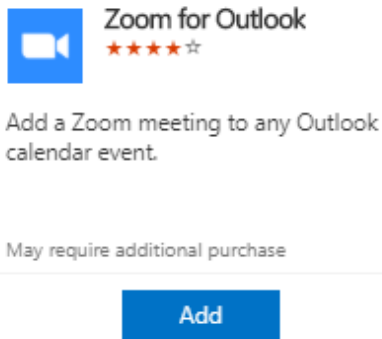 Zoom for Outlook
Add a Zoom meeting to any Outlook
calendar event.
May require additional purchase
Add